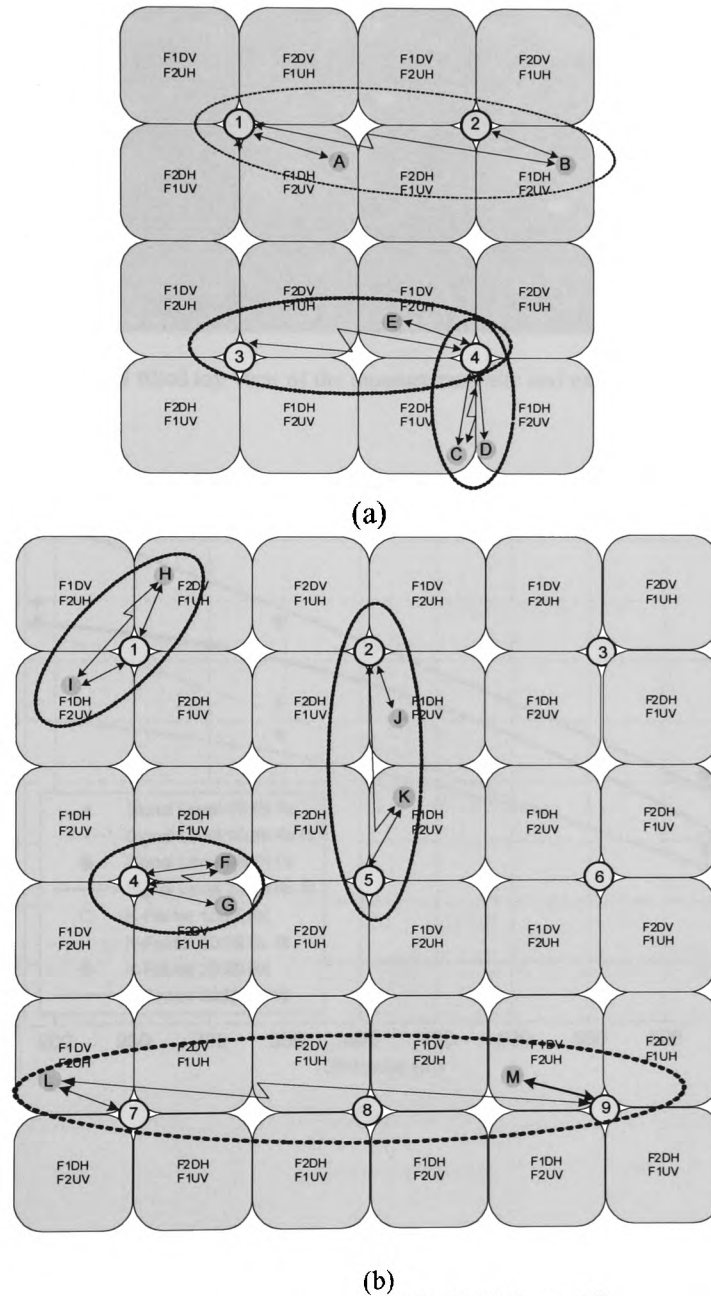 F1DV F2DV F1DV F2DV
F2UH F1UH F2UH F1UH
1 2
A B
F2DH F1DH F2DH F1DH
F1UV F2UV F1UV F2UV
F1DV F2DV F1DV F2DV
F2UH F1UH F2UH F1UH
E
3 4
F2DH F1DH F2DH F1DH
F1UV F2UV F1UV F2UV
C D
(a)
H
F1DV F2DV F2DV F1DV F1DV F2DV
F2UH F1UH F1UH F2UH F2UH F1UH
1 2 3
I
F1DH F2DH F2DH F1DH F1DH F2DH
F2UV F1UV F1UV F2UV F2UV F1UV
J
K
F1DH F2DV F2DH F1DH F1DH F2DH
F2UV F1UH F1UV F2UV F2UV F1UV
F
4 5 6
G
F1DV F2DV F2DV F1DV F1DV F2DV
F2UH F1UH F1UH F2UH F2UH F1UH
F1DV F2DV F2DV F1DH F1DV F2DV
F2UH F1UH F1UH F2UV F2UH F1UH
L M
7 8 9
F1DH F2DH F2DH F1DH F1DH F2DH
F2UV F1UV F1UV F2UV F2UV F1UV
(b)